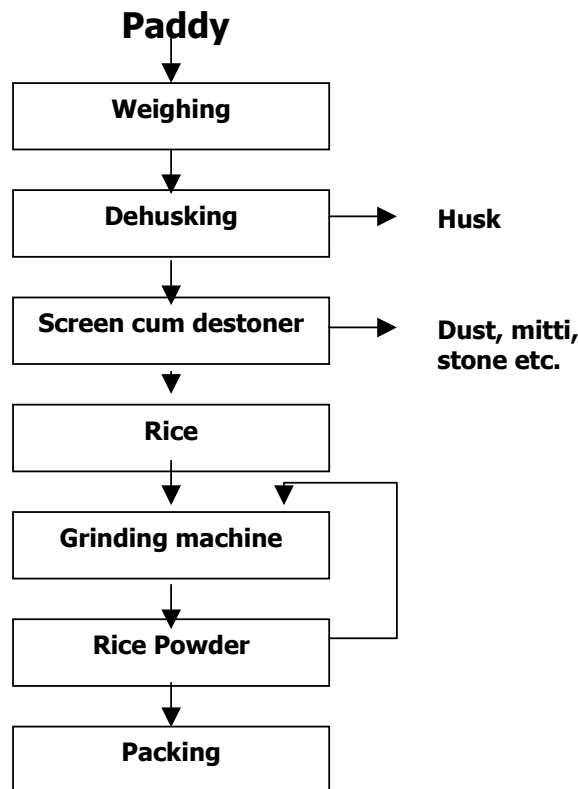 Paddy
Weighing
Dehusking
Husk
Screen cum destoner
Dust, mitti,
stone etc.
Rice
Grinding machine
Rice Powder
Packing